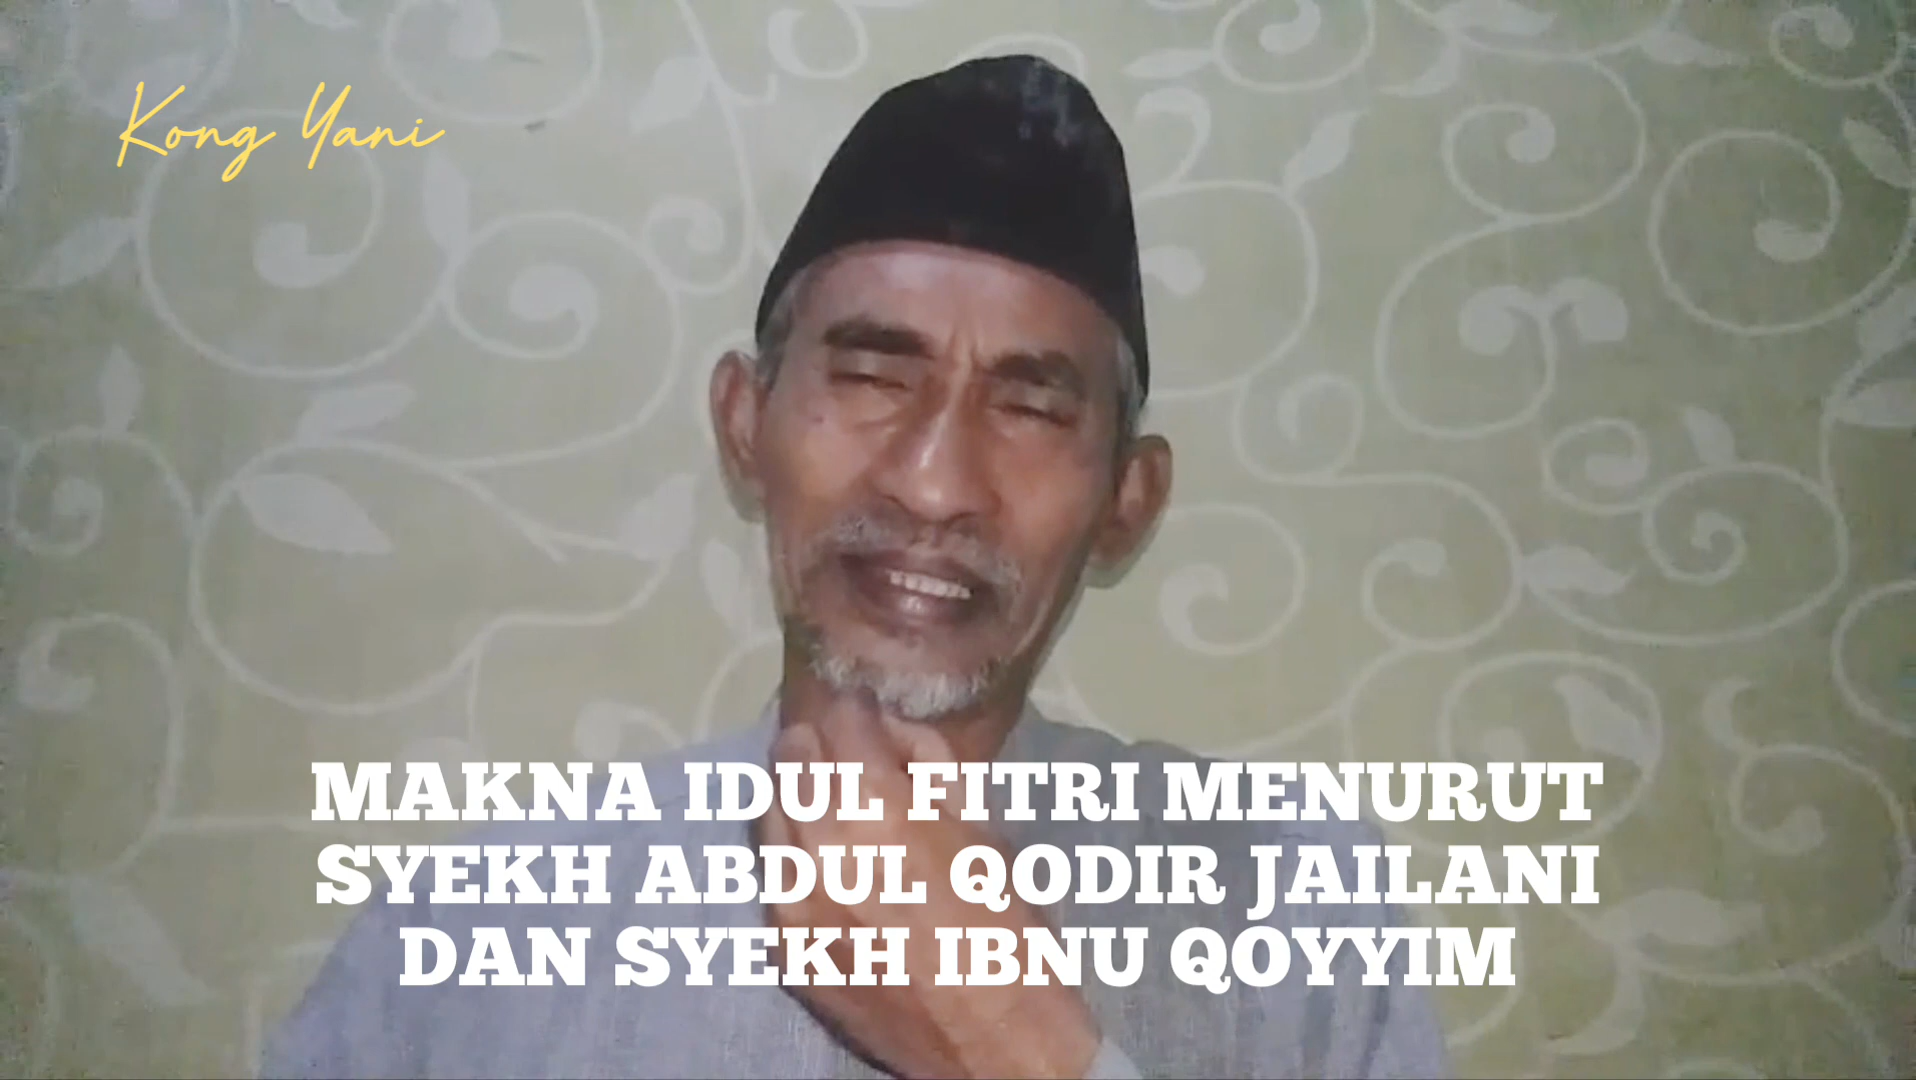 Kong Yani
MAKNA IDUL FITRI MENURUT
SYEKH ABDUL QODIR JAILANI
DAN SYEKH IBNU QOYYIM